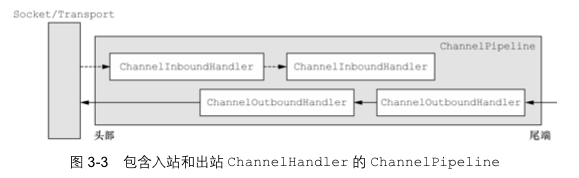 Socket/Transport
ChannelPipeline
ChannelInboundHandler ChannelInboundHandler
ChannelOutboundHandler ChannelOutboundHandler
头部 尾端
图 3-3 包含入站和出站 ChannelHandler 的 ChannelPipeline